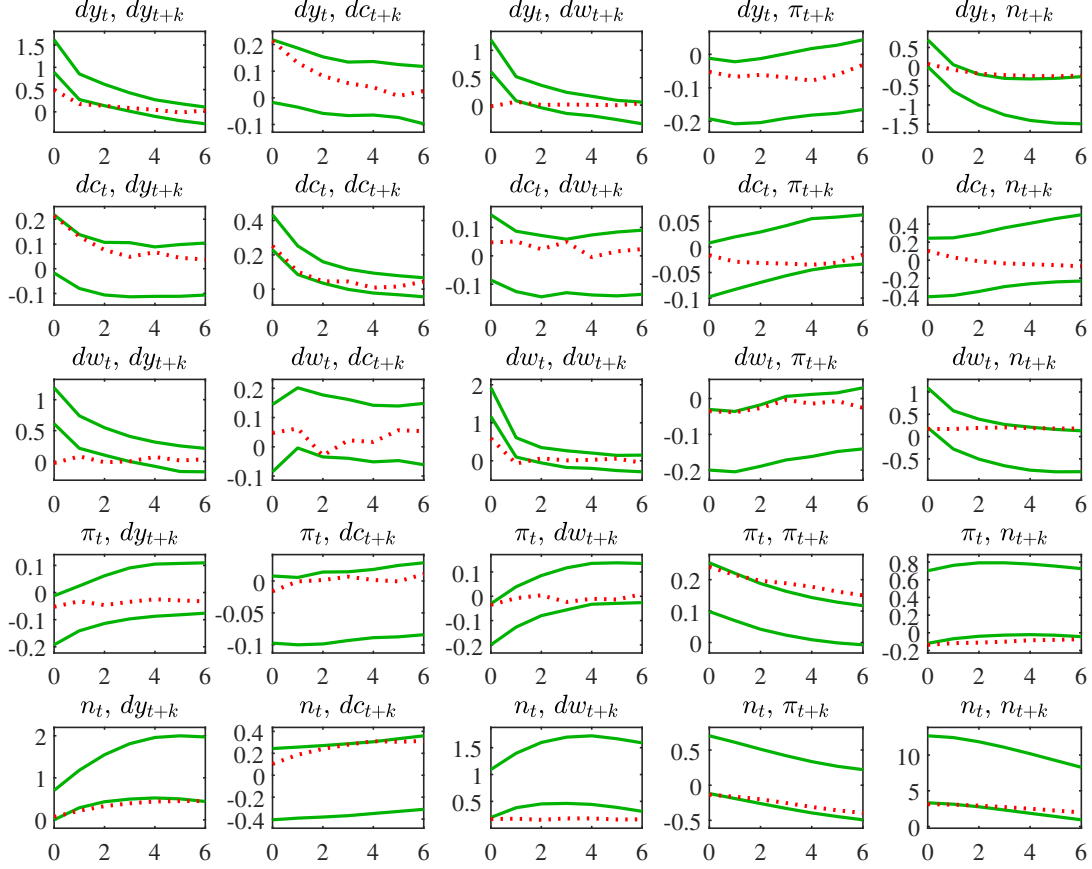 dy_t, dy_{t+k} dy_t, dc_{t+k} dy_t, dw_{t+k} dy_t, π_{t+k} dy_t, n_{t+k}
1.5 1 0.5 0 0.2 0.1 0 -0.1 1 0.5 0 0 -0.1 -0.2 0.5 0 -0.5 -1 -1.5
0 2 4 6 0 2 4 6 0 2 4 6 0 2 4 6 0 2 4 6
dc_t, dy_{t+k} dc_t, dc_{t+k} dc_t, dw_{t+k} dc_t, π_{t+k} dc_t, n_{t+k}
0.2 0.1 0 -0.1 0.4 0.2 0 0.1 0 -0.1 0.05 0 -0.05 -0.1 0.4 0.2 0 -0.2 -0.4
0 2 4 6 0 2 4 6 0 2 4 6 0 2 4 6 0 2 4 6
dw_t, dy_{t+k} dw_t, dc_{t+k} dw_t, dw_{t+k} dw_t, π_{t+k} dw_t, n_{t+k}
1 0.5 0 0.2 0.1 0 -0.1 2 1 0 0 -0.1 -0.2 1 0.5 0 -0.5
0 2 4 6 0 2 4 6 0 2 4 6 0 2 4 6 0 2 4 6
π_t, dy_{t+k} π_t, dc_{t+k} π_t, dw_{t+k} π_t, π_{t+k} π_t, n_{t+k}
0.1 0 -0.1 -0.2 0 -0.05 -0.1 0.1 0 -0.1 -0.2 0.2 0.1 0 0.8 0.6 0.4 0.2 0 -0.2
0 2 4 6 0 2 4 6 0 2 4 6 0 2 4 6 0 2 4 6
n_t, dy_{t+k} n_t, dc_{t+k} n_t, dw_{t+k} n_t, π_{t+k} n_t, n_{t+k}
2 1 0 0.4 0.2 0 -0.2 -0.4 1.5 1 0.5 0.5 0 -0.5 10 5 0
0 2 4 6 0 2 4 6 0 2 4 6 0 2 4 6 0 2 4 6